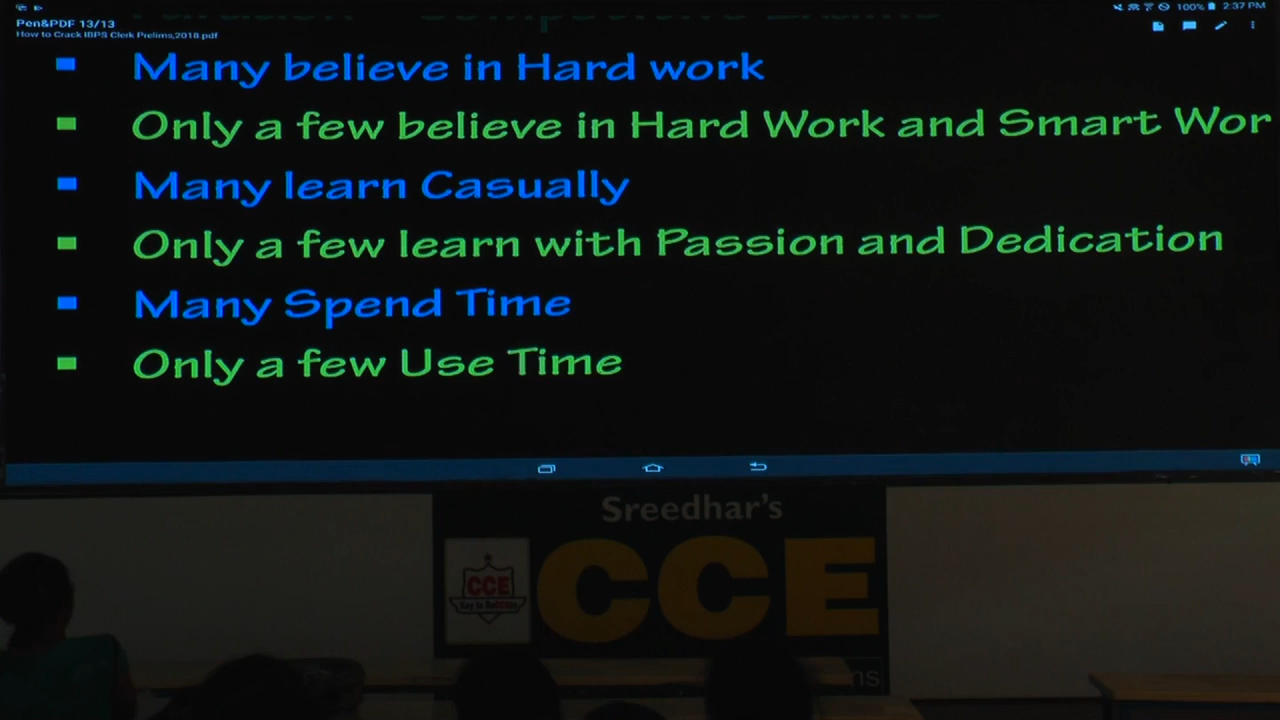 100% 2:37 PM
Pen&PDF 13/13
How to Crack IBPS Clerk Prelims,2018.pdf
Many believe in Hard work
Only a few believe in Hard Work and Smart Wor
Many learn Casually
Only a few learn with Passion and Dedication
Many Spend Time
Only a few Use Time
Sreedhar's
CCE
CCE
Key to